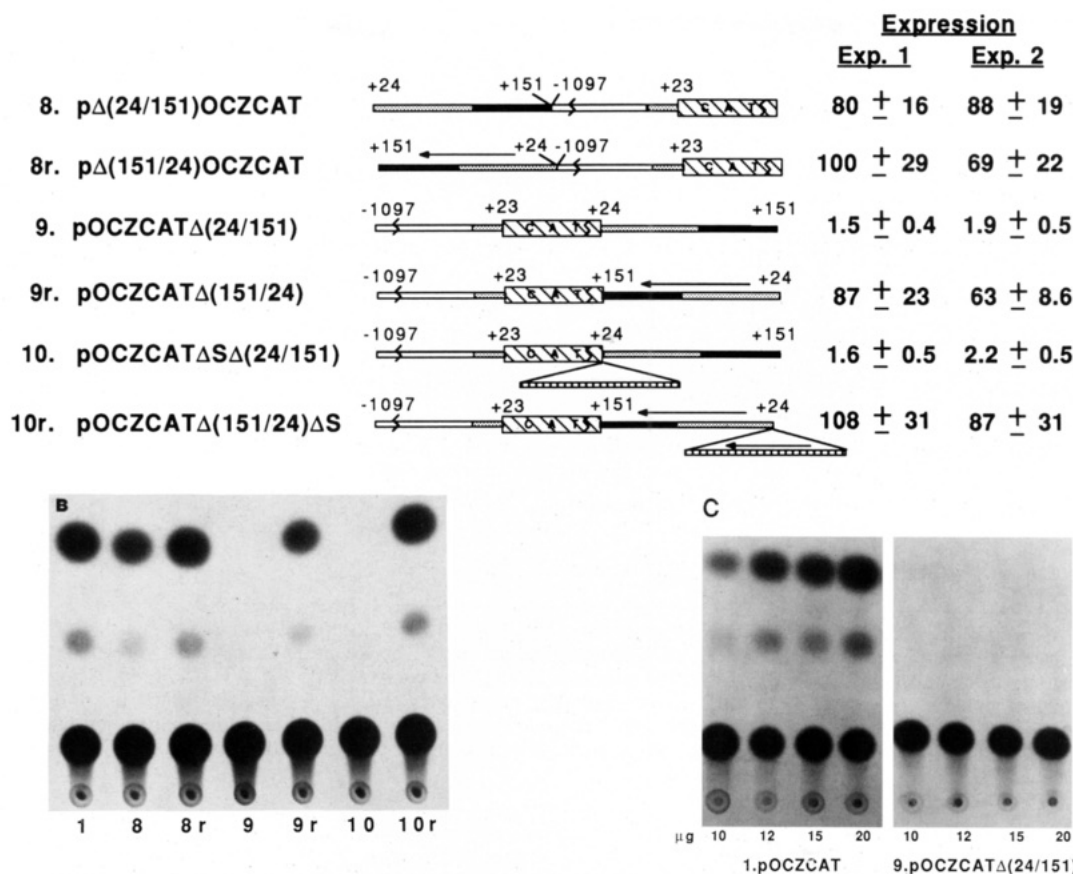 Expression
Exp. 1 Exp. 2
+24 +151 -1097 +23
8. pΔ(24/151)OCZCAT C A T S 80 ± 16 88 ± 19
+151 +24 -1097 +23
8r. pΔ(151/24)OCZCAT C A T S 100 ± 29 69 ± 22
-1097 +23 +24 +151
9. pOCZCATΔ(24/151) C A T S 1.5 ± 0.4 1.9 ± 0.5
-1097 +23 +151 +24
9r. pOCZCATΔ(151/24) C A T S 87 ± 23 63 ± 8.6
-1097 +23 +24 +151
10. pOCZCATΔSΔ(24/151) C A T S 1.6 ± 0.5 2.2 ± 0.5
-1097 +23 +151 +24
10r. pOCZCATΔ(151/24)ΔS C A T S 108 ± 31 87 ± 31
B
1 8 8r 9 9r 10 10r
C
μg 10 12 15 20 10 12 15 20
1.pOCZCAT 9.pOCZCATΔ(24/151)